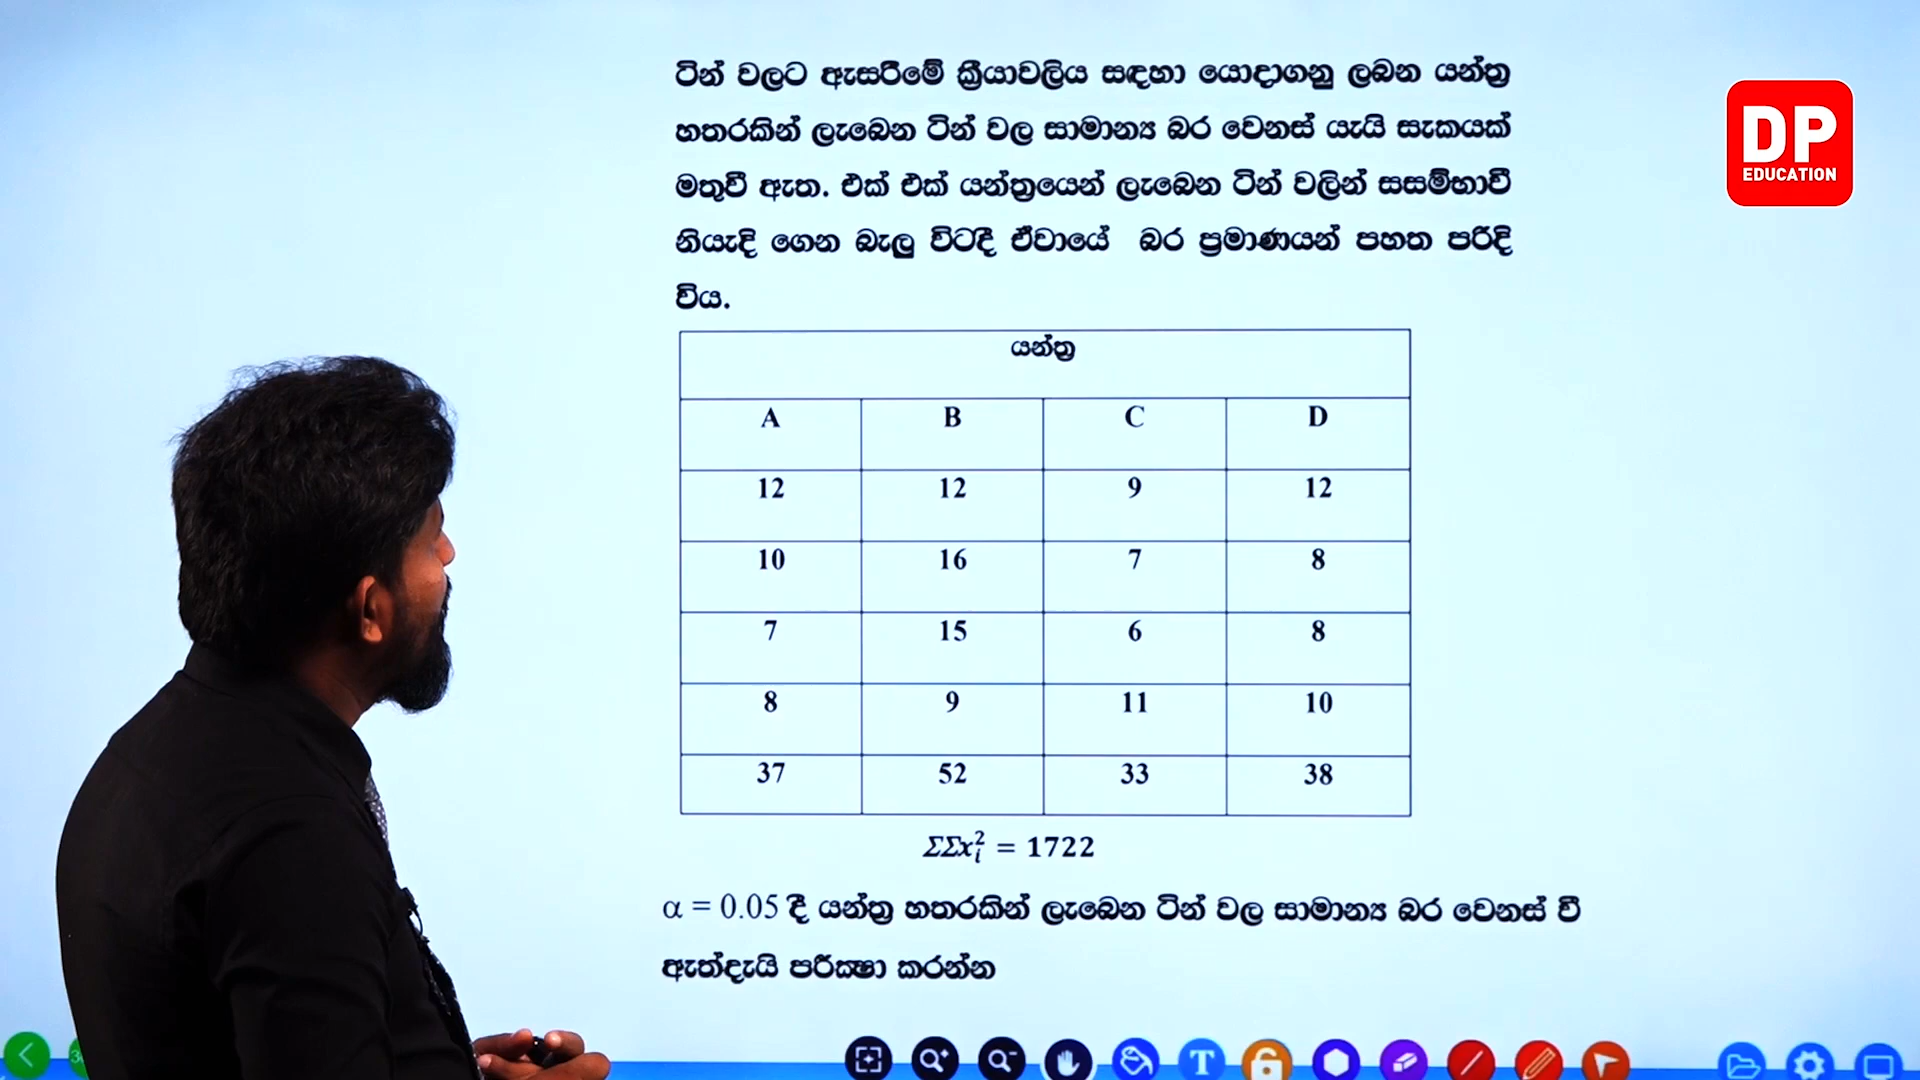 ටින් වලට ඇසරීමේ ක්‍රියාවලිය සඳහා යොදාගනු ලබන යන්ත්‍ර
හතරකින් ලැබෙන ටින් වල සාමාන්‍ය බර වෙනස් යැයි සැකයක්
මතුවී ඇත. එක් එක් යන්ත්‍රයෙන් ලැබෙන ටින් වලින් සසම්භාවී
නියැදි ගෙන බැලු විටදී ඒවායේ බර ප්‍රමාණයන් පහත පරිදි
විය.
DP
EDUCATION
යන්ත්‍ර
A B C D
12 12 9 12
10 16 7 8
7 15 6 8
8 9 11 10
37 52 33 38
ΣΣx_i^2 = 1722
α = 0.05 දී යන්ත්‍ර හතරකින් ලැබෙන ටින් වල සාමාන්‍ය බර වෙනස් වී
ඇත්දැයි පරීක්‍ෂා කරන්න
T